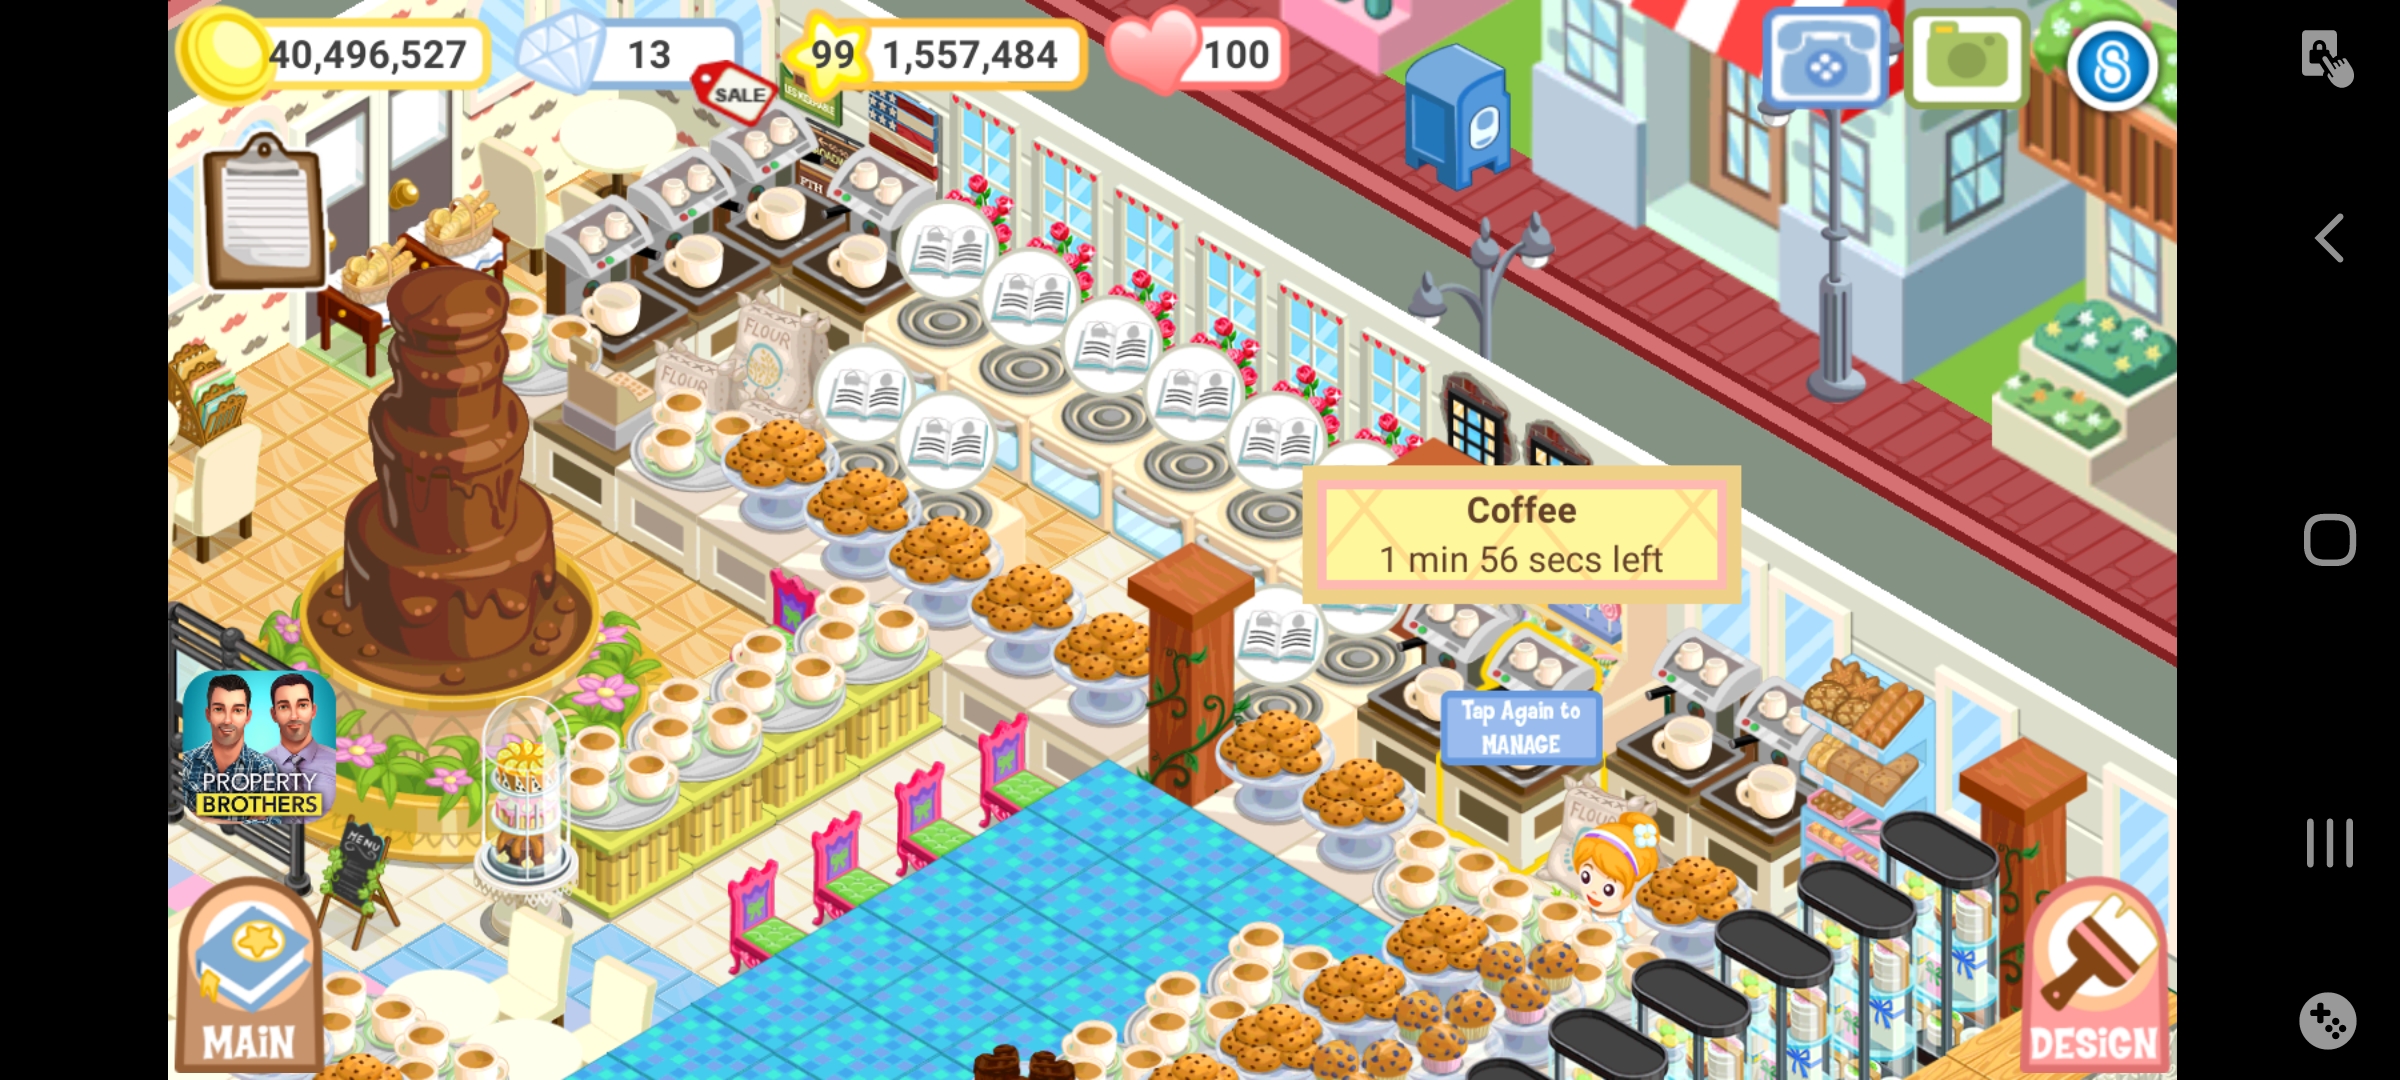 40,496,527
13
99
1,557,484
100
SALE
FLOUR
FLOUR
Coffee
1 min 56 secs left
Tap Again to
MANAGE
FLOUR
PROPERTY
BROTHERS
MENU
MAiN
DESiGN